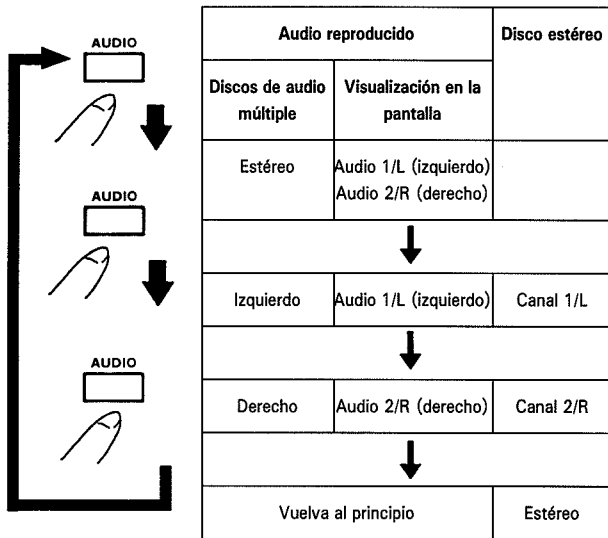 AUDIO
AUDIO
AUDIO
Audio reproducido
Disco estéreo
Discos de audio
múltiple
Visualización en la
pantalla
Estéreo
Audio 1/L (izquierdo)
Audio 2/R (derecho)
Izquierdo
Audio 1/L (izquierdo)
Canal 1/L
Derecho
Audio 2/R (derecho)
Canal 2/R
Vuelva al principio
Estéreo